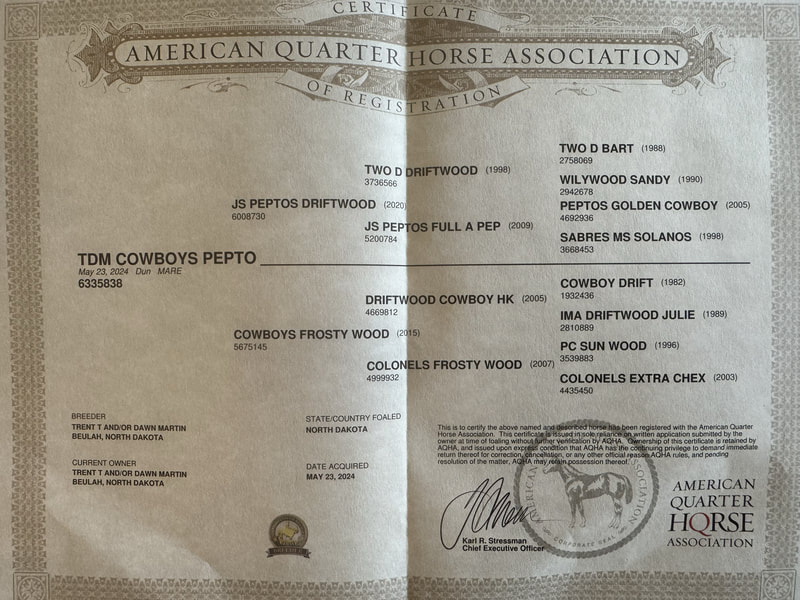 CERTIFICATE
AMERICAN QUARTER HORSE ASSOCIATION
OF REGISTRATION
TWO D BART (1988)
2758069
TWO D DRIFTWOOD (1998)
3736566
WILYWOOD SANDY (1990)
2942678
JS PEPTOS DRIFTWOOD (2020)
6008730
PEPTOS GOLDEN COWBOY (2005)
4692936
JS PEPTOS FULL A PEP (2009)
5200784
SABRES MS SOLANOS (1998)
3668453
TDM COWBOYS PEPTO
May 23, 2024 Dun MARE
6335838
COWBOY DRIFT (1982)
1932436
DRIFTWOOD COWBOY HK (2005)
4669812
IMA DRIFTWOOD JULIE (1989)
2810889
COWBOYS FROSTY WOOD (2015)
5675145
PC SUN WOOD (1996)
3539883
COLONELS FROSTY WOOD (2007)
4999932
COLONELS EXTRA CHEX (2003)
4435450
BREEDER
TRENT T AND/OR DAWN MARTIN
BEULAH, NORTH DAKOTA
STATE/COUNTRY FOALED
NORTH DAKOTA
CURRENT OWNER
TRENT T AND/OR DAWN MARTIN
BEULAH, NORTH DAKOTA
DATE ACQUIRED
MAY 23, 2024
This is to certify the above named and described horse has been registered with the American Quarter
Horse Association. This certificate is issued in sole reliance on written application submitted by the
owner at time of foaling without further verification by AQHA. Ownership of this certificate is retained by
AQHA, and issued upon express condition that AQHA has the continuing privilege to demand immediate
return thereof for correction, cancellation, or any other official reason. AQHA rules, and pending
resolution of the matter, AQHA may retain possession thereof.
Karl R. Stressman
Chief Executive Officer
AMERICAN ASSOCIATION
CORPORATE SEAL
AMERICAN
QUARTER
HORSE
ASSOCIATION